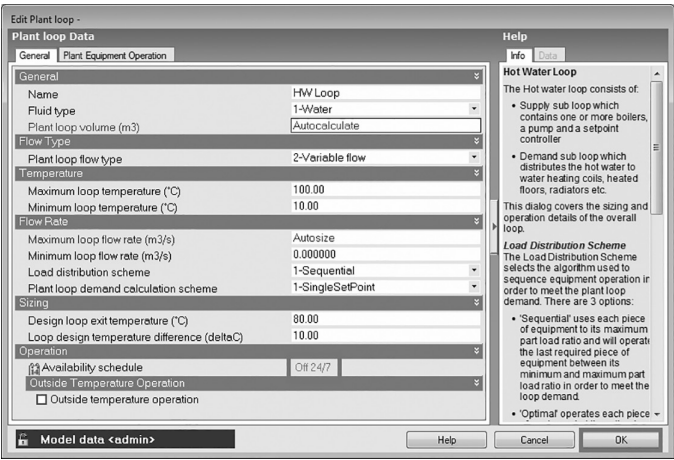 Edit Plant loop -
Plant loop Data
General Plant Equipment Operation
General
Name HW Loop
Fluid type 1-Water
Plant loop volume (m3) Autocalculate
Flow Type
Plant loop flow type 2-Variable flow
Temperature
Maximum loop temperature (°C) 100.00
Minimum loop temperature (°C) 10.00
Flow Rate
Maximum loop flow rate (m3/s) Autosize
Minimum loop flow rate (m3/s) 0.000000
Load distribution scheme 1-Sequential
Plant loop demand calculation scheme 1-SingleSetPoint
Sizing
Design loop exit temperature (°C) 80.00
Loop design temperature difference (deltaC) 10.00
Operation
Availability schedule Off 24/7
Outside Temperature Operation
Outside temperature operation
Help
Info Data
Hot Water Loop
The Hot water loop consists of:
• Supply sub loop which
contains one or more boilers,
a pump and a setpoint
controller
• Demand sub loop which
distributes the hot water to
water heating coils, heated
floors, radiators etc.
This dialog covers the sizing and
operation details of the overall
loop.
Load Distribution Scheme
The Load Distribution Scheme
selects the algorithm used to
sequence equipment operation in
order to meet the plant loop
demand. There are 3 options:
• 'Sequential' uses each piece
of equipment to its maximum
part load ratio and will operate
the last required piece of
equipment between its
minimum and maximum part
load ratio in order to meet the
loop demand.
• 'Optimal' operates each piece
Model data <admin>
Help Cancel OK